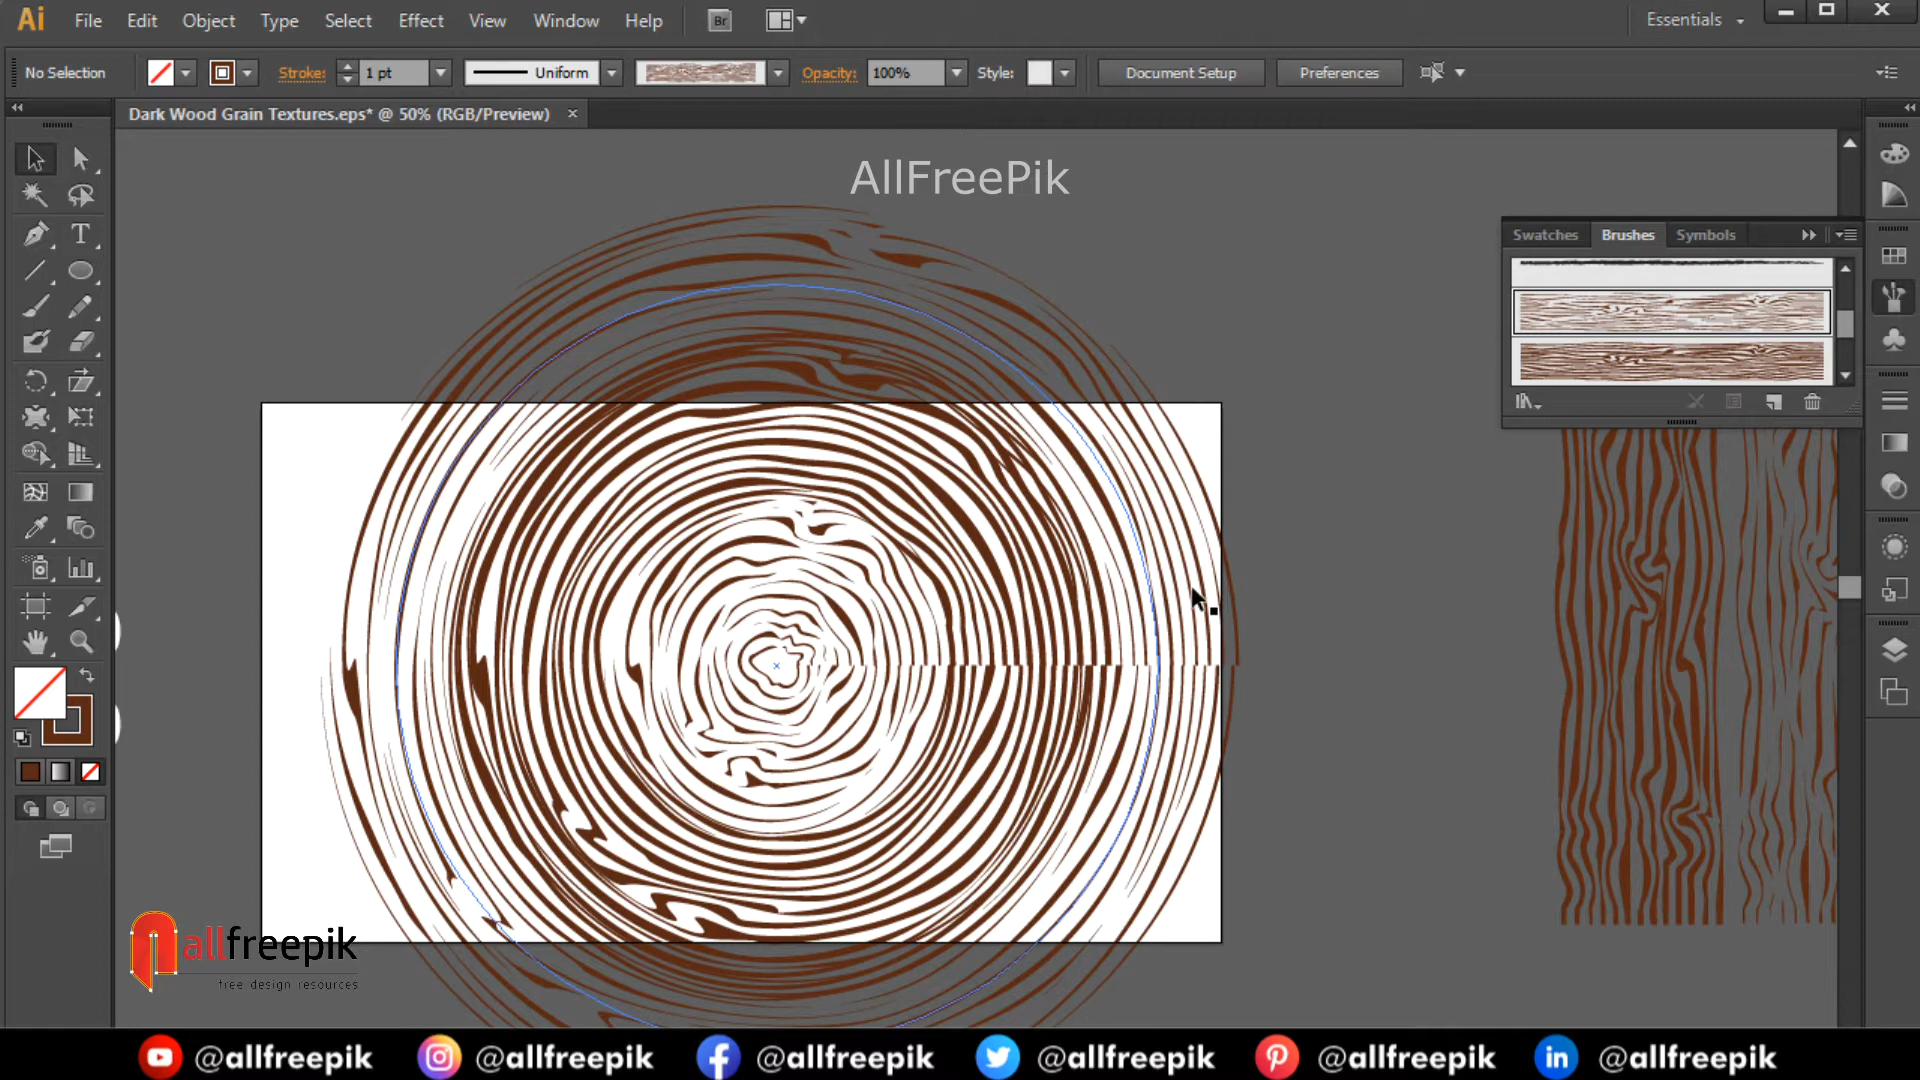 Ai File Edit Object Type Select Effect View Window Help Br Essentials
No Selection Stroke: 1 pt Uniform Opacity: 100% Style: Document Setup Preferences
Dark Wood Grain Textures.eps* @ 50% (RGB/Preview)
AllFreePik
Swatches Brushes Symbols
T
allfreepik
free design resources
@allfreepik @allfreepik @allfreepik @allfreepik @allfreepik in @allfreepik